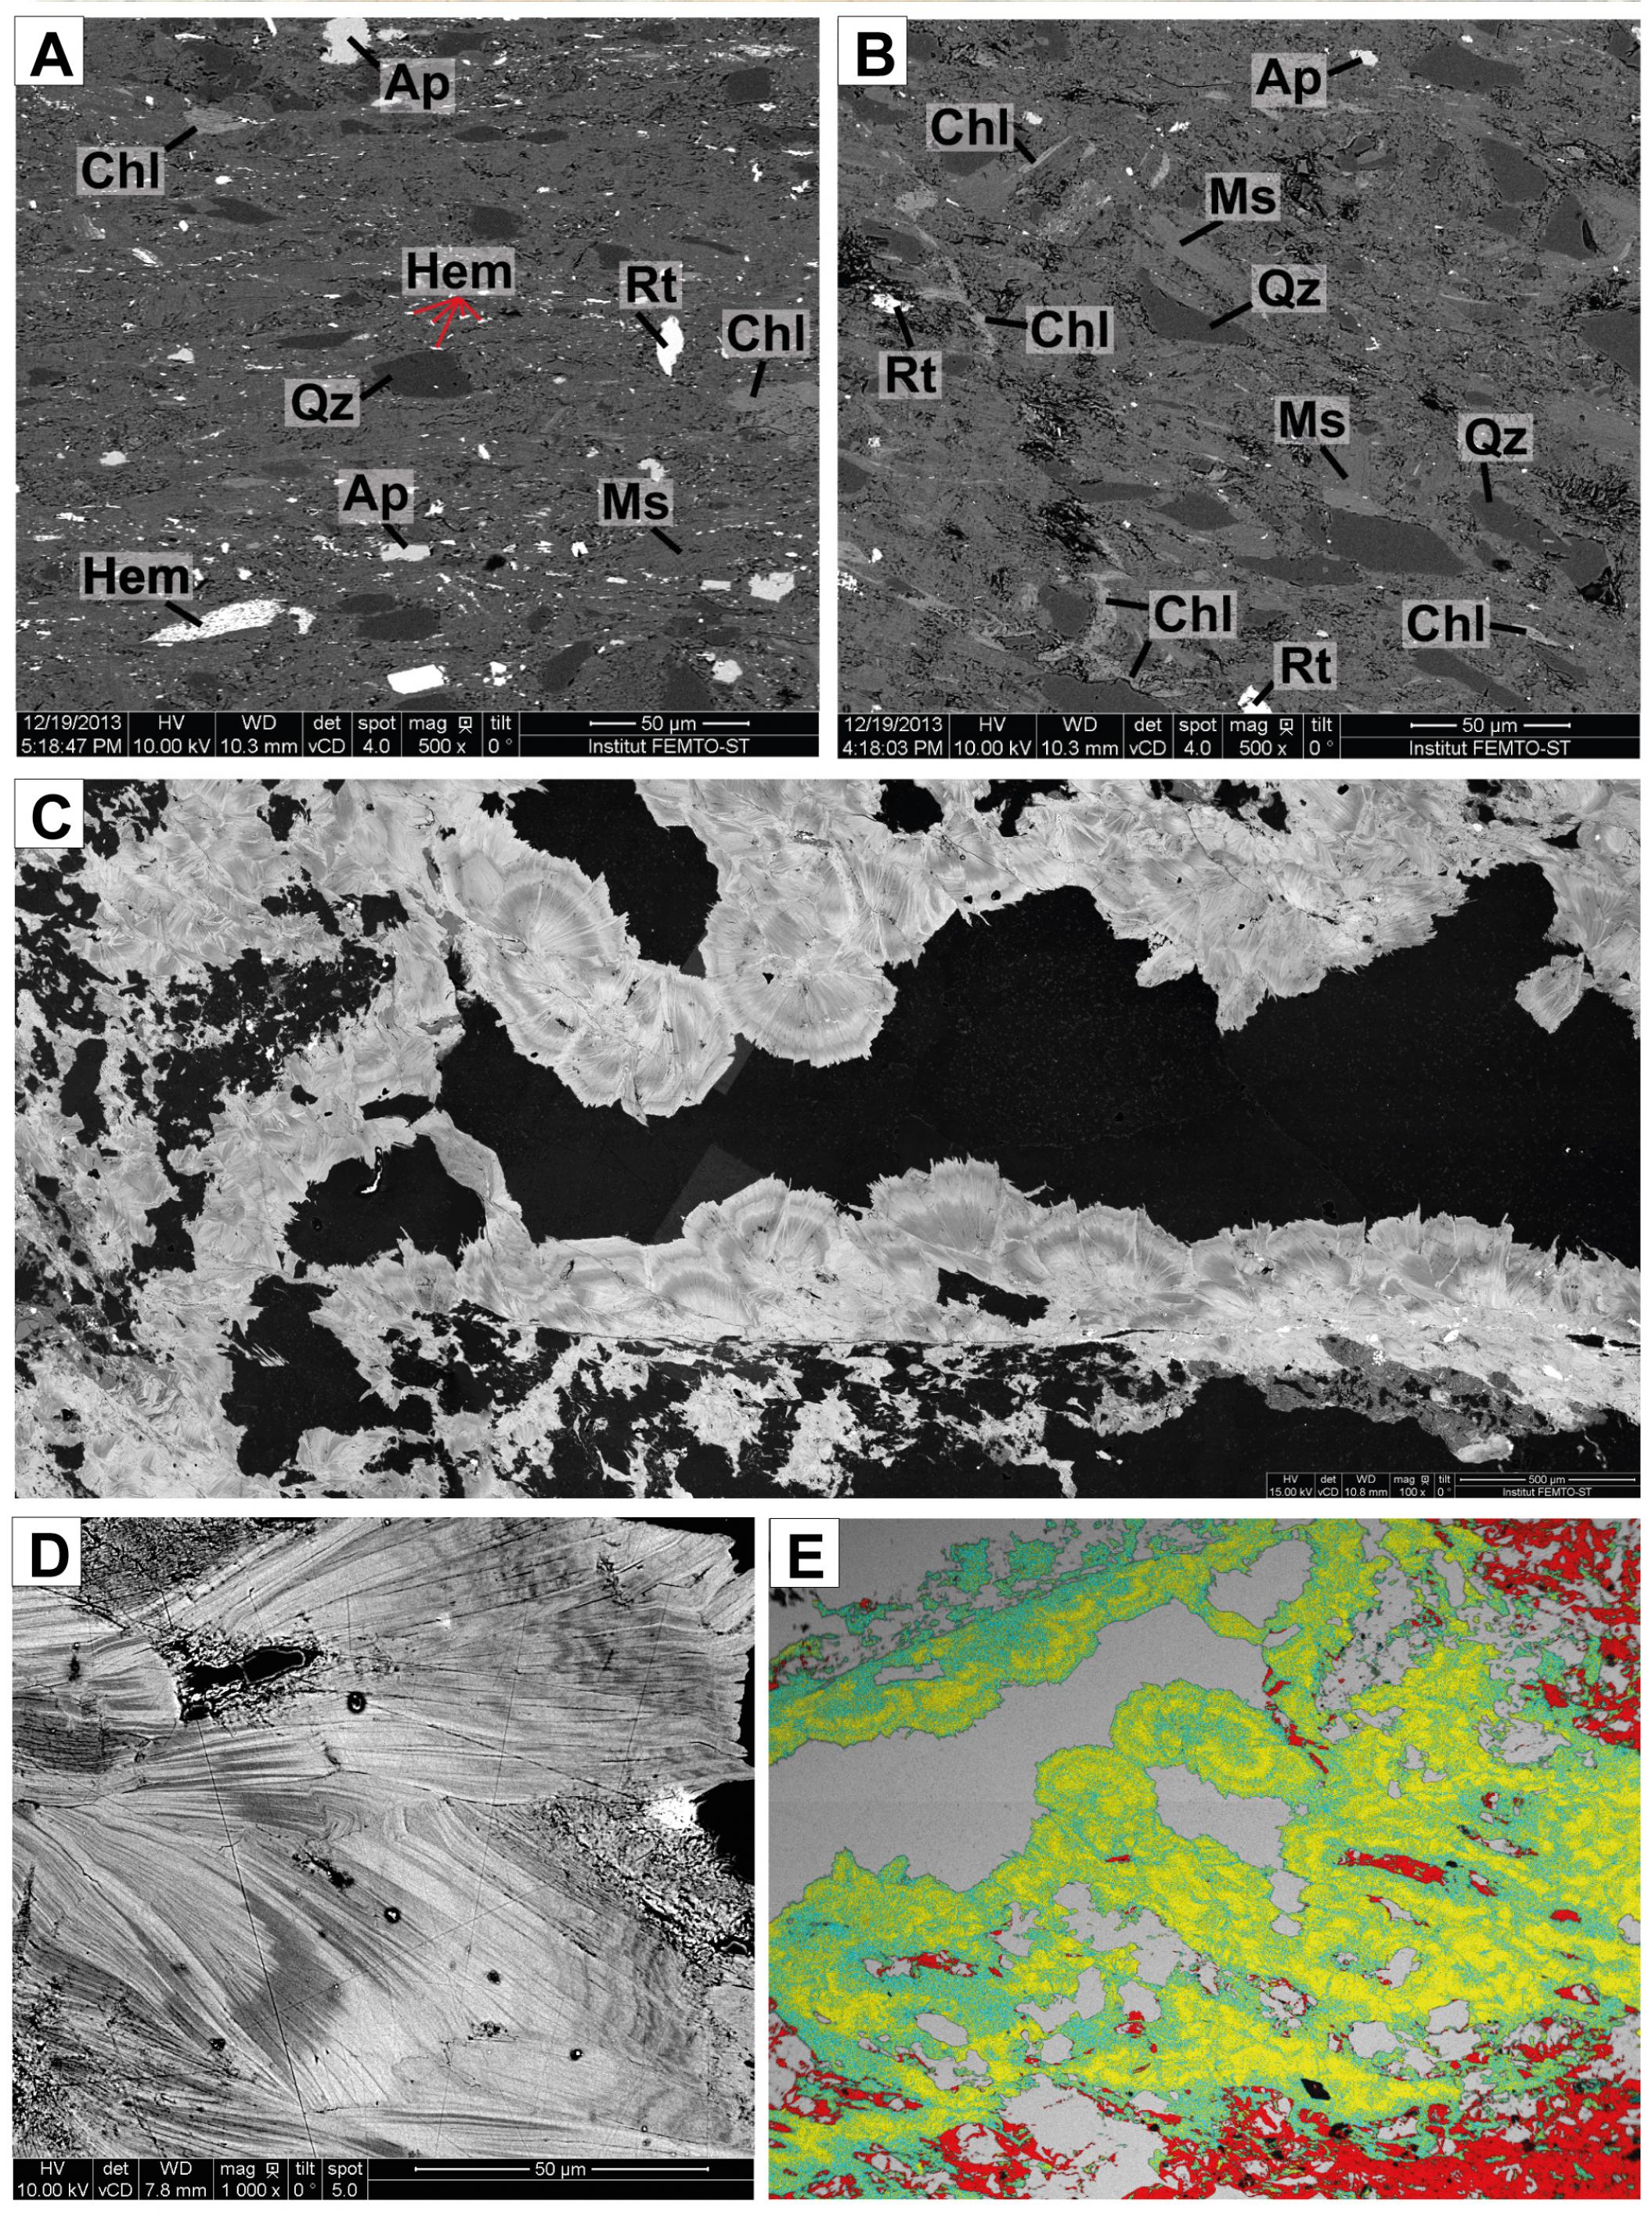 A
Ap
Chl
Hem
Rt
Chl
Qz
Ap
Ms
Hem
12/19/2013 HV WD det spot mag tilt 50 µm
5:18:47 PM 10.00 kV 10.3 mm vCD 4.0 500 x 0 ° Institut FEMTO-ST
B
Ap
Chl
Ms
Qz
Chl
Rt
Ms
Qz
Chl
Chl
Rt
12/19/2013 HV WD det spot mag tilt 50 µm
4:18:03 PM 10.00 kV 10.3 mm vCD 4.0 500 x 0 ° Institut FEMTO-ST
C
HV det WD mag tilt 500 µm
15.00 kV vCD 10.8 mm 100 x 0 ° Institut FEMTO-ST
D
HV det WD mag tilt spot 50 µm
10.00 kV vCD 7.8 mm 1 000 x 0 ° 5.0
E